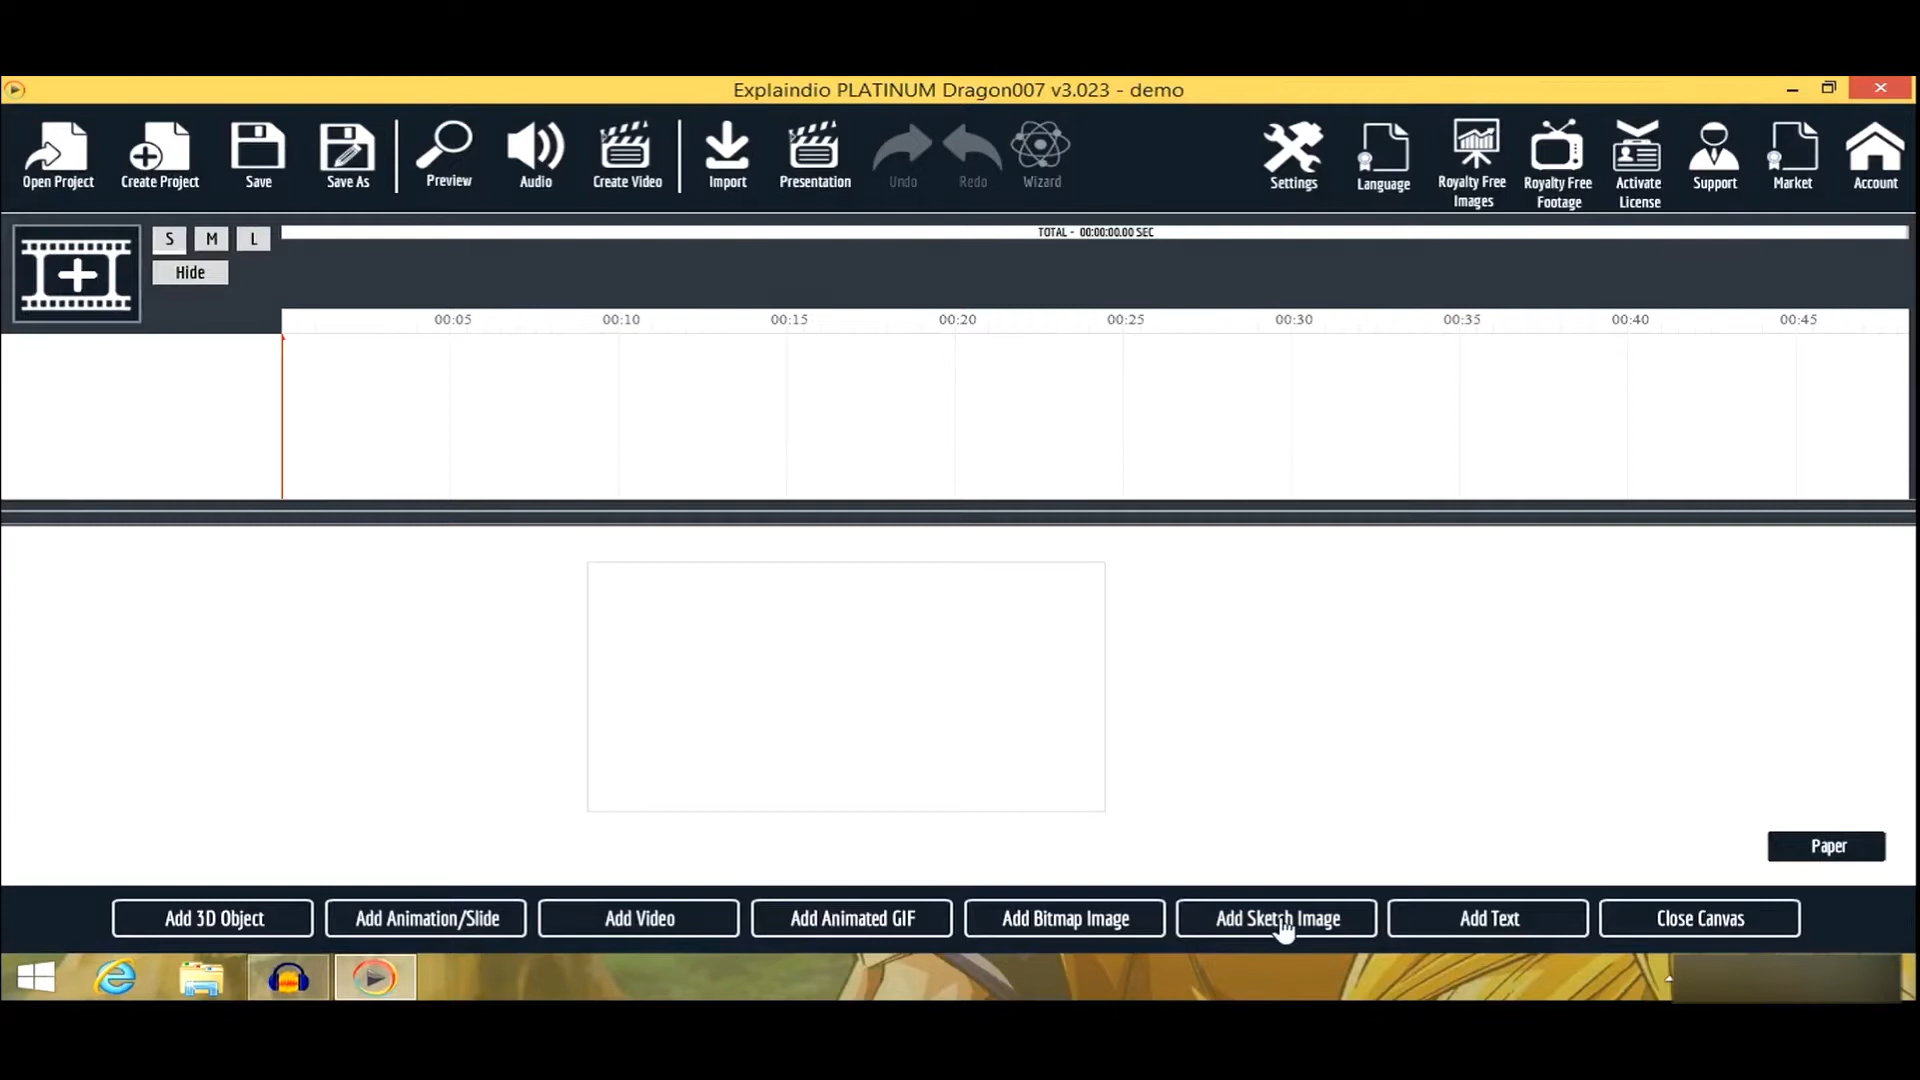 Explaindio PLATINUM Dragon007 v3.023 - demo
Open Project Create Project Save Save As Preview Audio Create Video Import Presentation Undo Redo Wizard Settings Language Royalty Free Images Royalty Free Footage Activate License Support Market Account
S M L
TOTAL - 00:00:00.00 SEC
Hide
00:05 00:10 00:15 00:20 00:25 00:30 00:35 00:40 00:45
Paper
Add 3D Object Add Animation/Slide Add Video Add Animated GIF Add Bitmap Image Add Sketch Image Add Text Close Canvas